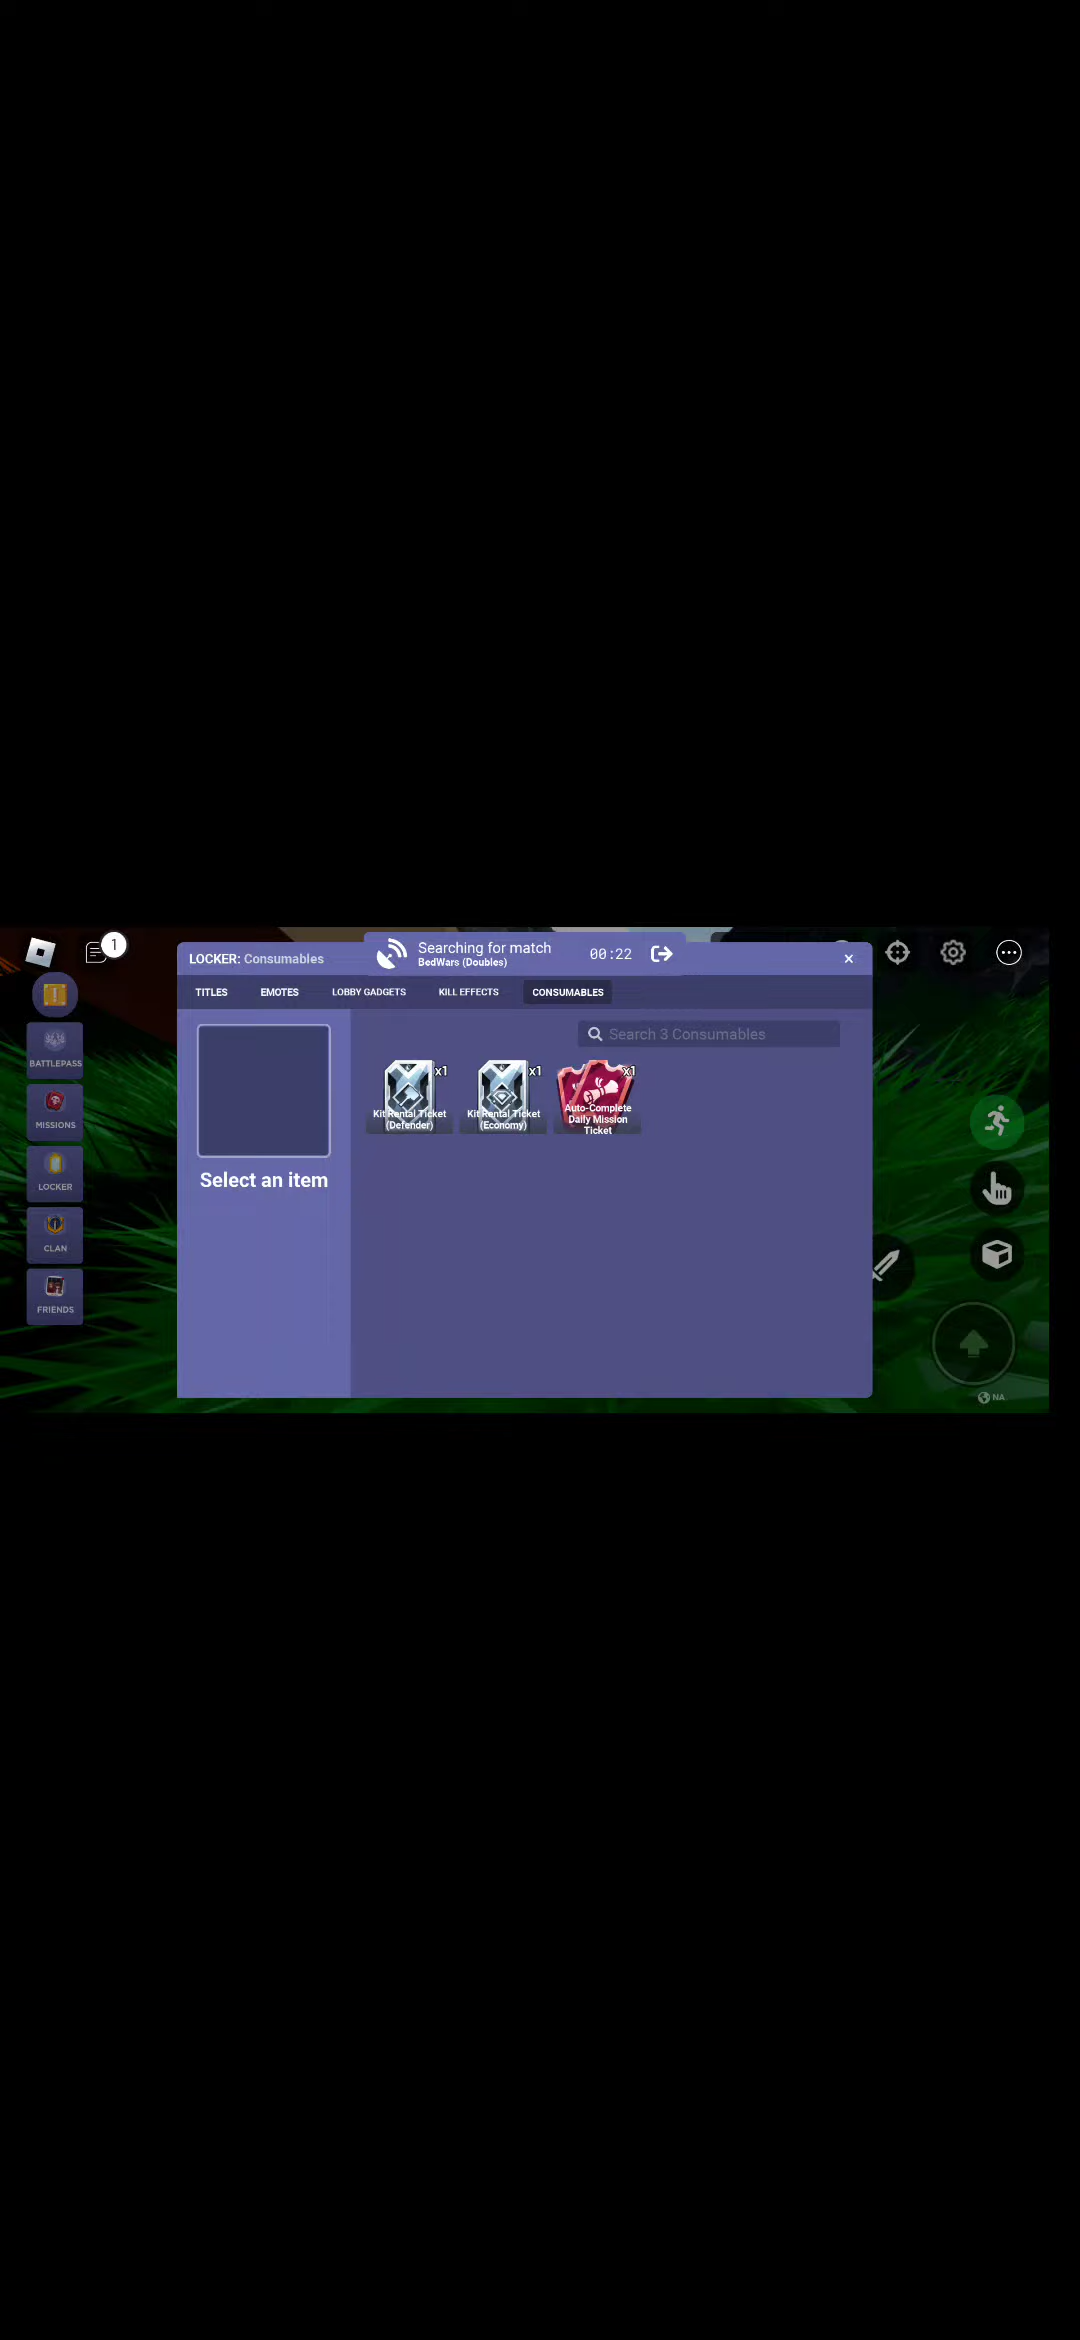 1
Searching for match
BedWars (Doubles)
00:22
LOCKER: Consumables
TITLES
EMOTES
LOBBY GADGETS
KILL EFFECTS
CONSUMABLES
Search 3 Consumables
BATTLEPASS
MISSIONS
LOCKER
CLAN
FRIENDS
x1
Kit Rental Ticket
(Defender)
x1
Kit Rental Ticket
(Economy)
x1
Auto-Complete
Daily Mission
Ticket
Select an item
NA